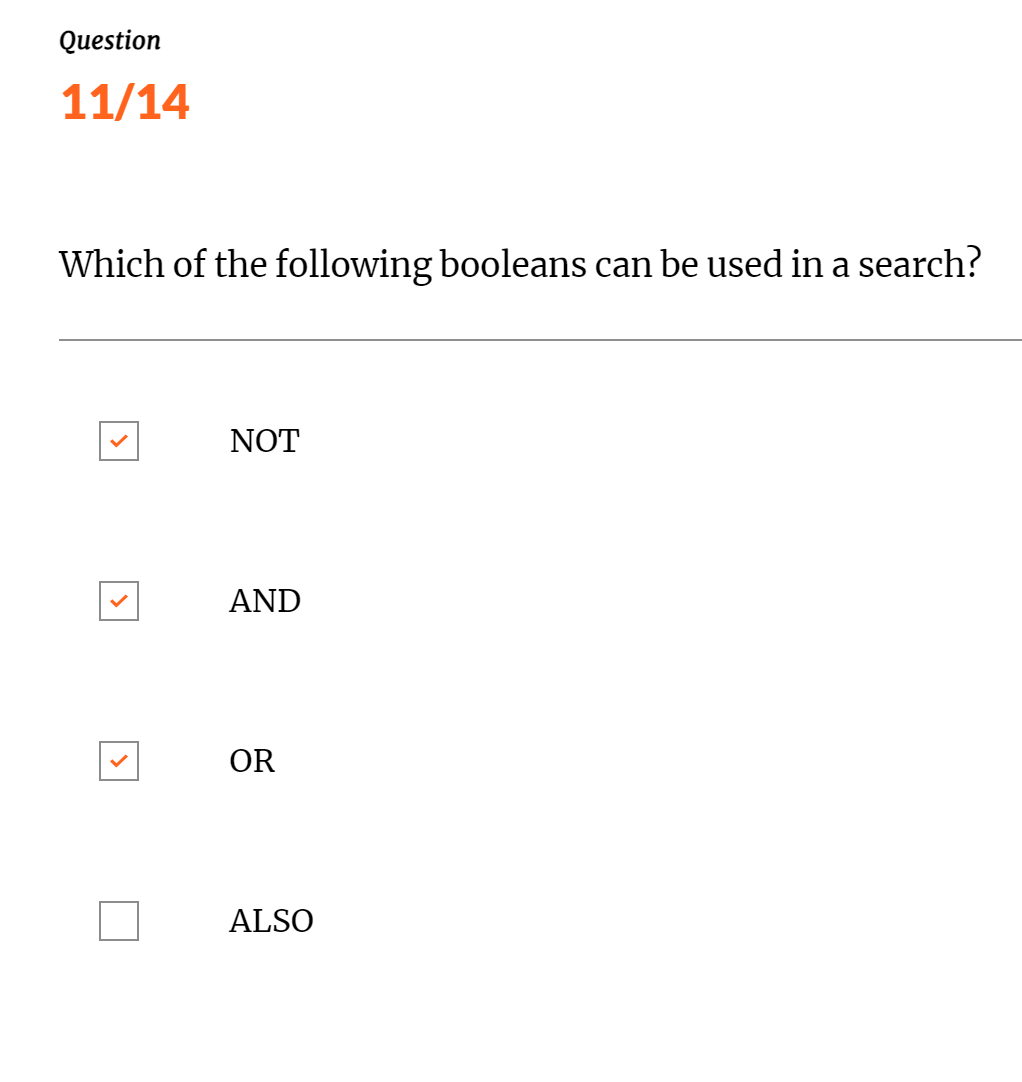 Question
11/14
Which of the following booleans can be used in a search?
NOT
AND
OR
ALSO